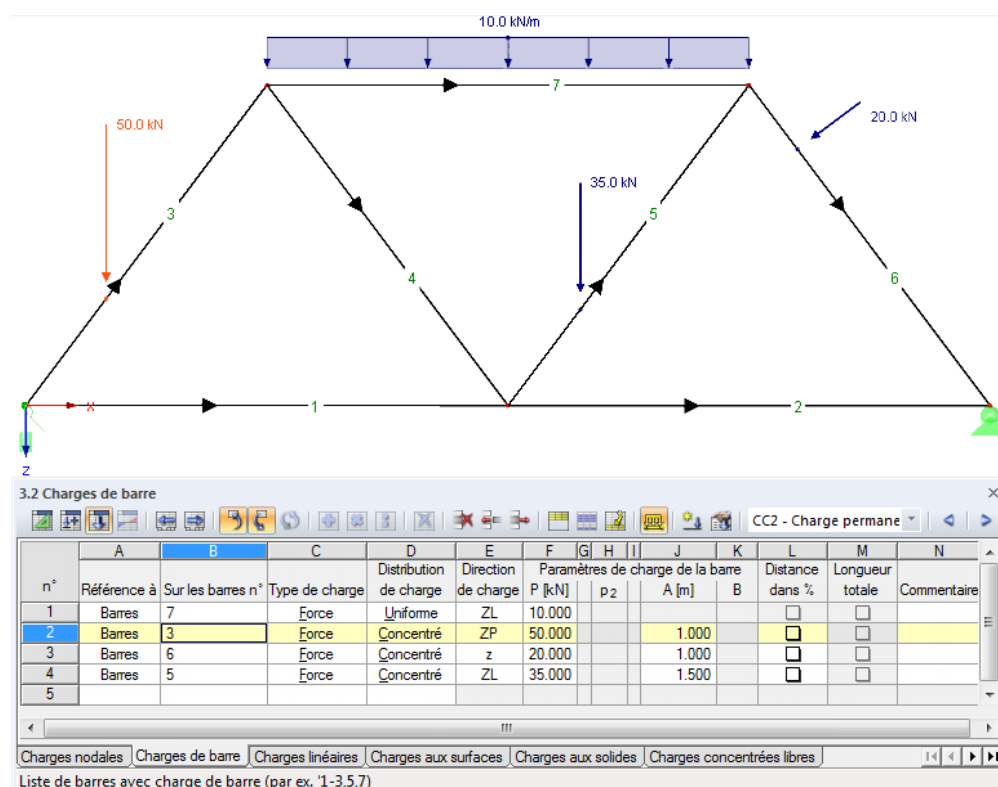 10.0 kN/m
7
50.0 kN
20.0 kN
35.0 kN
3
5
4
6
X
1
2
Z
3.2 Charges de barre
CC2 - Charge permane
A B C D E F G H I J K L M N
Distribution Direction Paramètres de charge de la barre Distance Longueur
n° Référence à Sur les barres n° Type de charge de charge de charge P [kN] p2 A [m] B dans % totale Commentaire
1 Barres 7 Force Uniforme ZL 10.000
2 Barres 3 Force Concentré ZP 50.000 1.000
3 Barres 6 Force Concentré z 20.000 1.000
4 Barres 5 Force Concentré ZL 35.000 1.500
5
Charges nodales Charges de barre Charges linéaires Charges aux surfaces Charges aux solides Charges concentrées libres
Liste de barres avec charge de barre (par ex. '1-3,5,7)